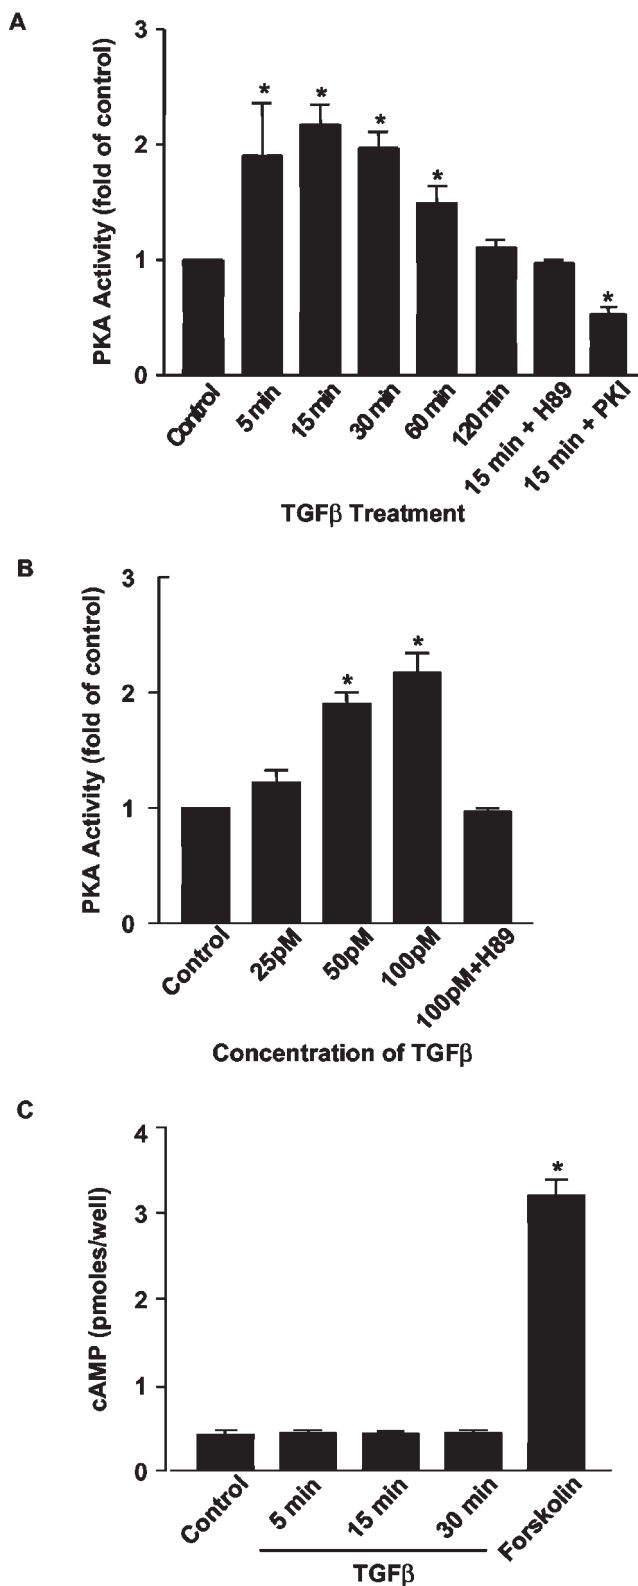 A
PKA Activity (fold of control)
3
2
1
0
*
*
*
*
*
Control
5 min
15 min
30 min
60 min
120 min
15 min + H89
15 min + PKI
TGFβ Treatment
B
PKA Activity (fold of control)
3
2
1
0
*
*
Control
25pM
50pM
100pM
100pM+H89
Concentration of TGFβ
C
cAMP (pmoles/well)
4
3
2
1
0
*
Control
5 min
15 min
30 min
Forskolin
TGFβ